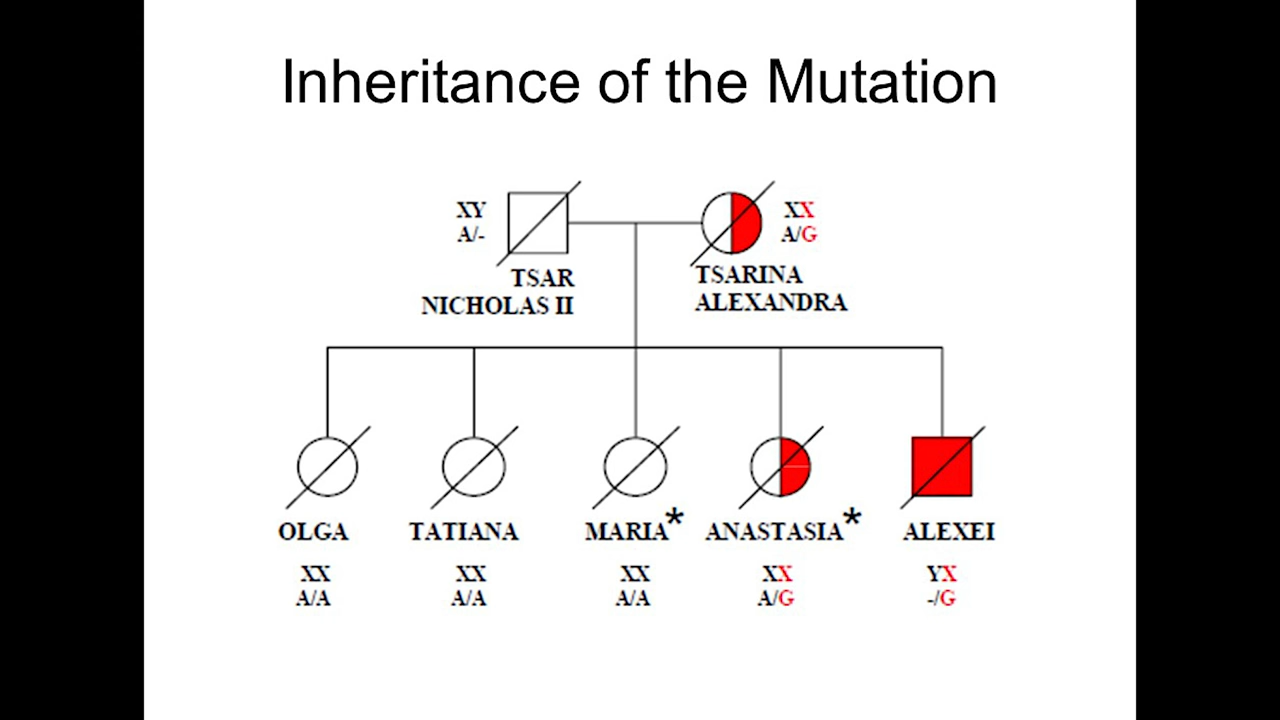 Inheritance of the Mutation
XY
A/-
XX
A/G
TSAR
NICHOLAS II
TSARINA
ALEXANDRA
OLGA
TATIANA
MARIA*
ANASTASIA*
ALEXEI
XX
XX
XX
XX
YX
A/A
A/A
A/A
A/G
-/G